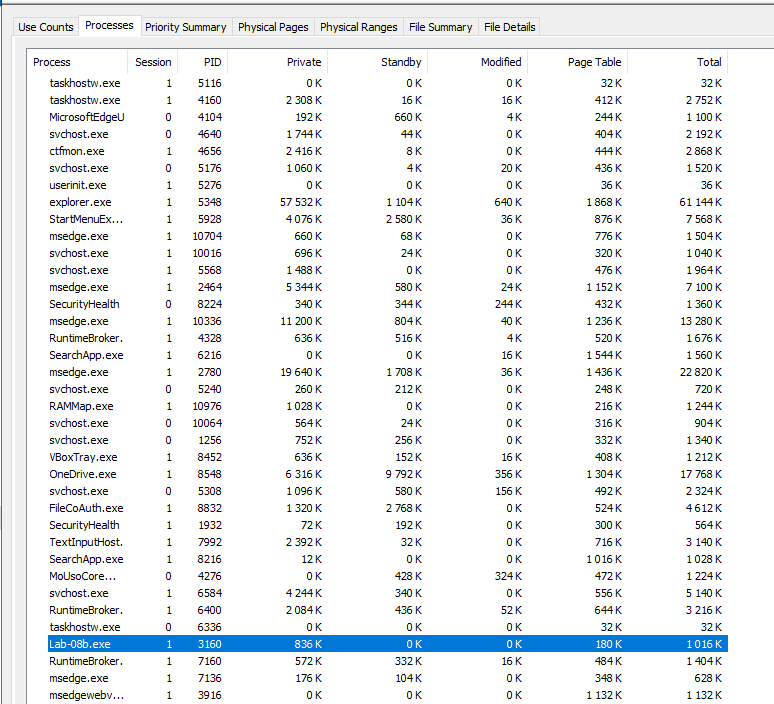 Use Counts Processes Priority Summary Physical Pages Physical Ranges File Summary File Details
Process Session PID Private Standby Modified Page Table Total
taskhostw.exe 1 5116 0 K 0 K 0 K 32 K 32 K
taskhostw.exe 1 4160 2 308 K 16 K 16 K 412 K 2 752 K
MicrosoftEdgeU 0 4104 192 K 660 K 4 K 244 K 1 100 K
svchost.exe 0 4640 1 744 K 44 K 0 K 404 K 2 192 K
ctfmon.exe 1 4656 2 416 K 8 K 0 K 444 K 2 868 K
svchost.exe 0 5176 1 060 K 4 K 20 K 436 K 1 520 K
userinit.exe 1 5276 0 K 0 K 0 K 36 K 36 K
explorer.exe 1 5348 57 532 K 1 104 K 640 K 1 868 K 61 144 K
StartMenuEx... 1 5928 4 076 K 2 580 K 36 K 876 K 7 568 K
msedge.exe 1 10704 660 K 68 K 0 K 776 K 1 504 K
svchost.exe 0 10016 696 K 24 K 0 K 320 K 1 040 K
svchost.exe 1 5568 1 488 K 0 K 0 K 476 K 1 964 K
msedge.exe 1 2464 5 344 K 580 K 24 K 1 152 K 7 100 K
SecurityHealth 0 8224 340 K 344 K 244 K 432 K 1 360 K
msedge.exe 1 10336 11 200 K 804 K 40 K 1 236 K 13 280 K
RuntimeBroker. 1 4328 636 K 516 K 4 K 520 K 1 676 K
SearchApp.exe 1 6216 0 K 0 K 16 K 1 544 K 1 560 K
msedge.exe 1 2780 19 640 K 1 708 K 36 K 1 436 K 22 820 K
svchost.exe 0 5240 260 K 212 K 0 K 248 K 720 K
RAMMap.exe 1 10976 1 028 K 0 K 0 K 216 K 1 244 K
svchost.exe 0 10064 564 K 24 K 0 K 316 K 904 K
svchost.exe 0 1256 752 K 256 K 0 K 332 K 1 340 K
VBoxTray.exe 1 8452 636 K 152 K 16 K 408 K 1 212 K
OneDrive.exe 1 8548 6 316 K 9 792 K 356 K 1 304 K 17 768 K
svchost.exe 0 5308 1 096 K 580 K 156 K 492 K 2 324 K
FileCoAuth.exe 1 8832 1 320 K 2 768 K 0 K 524 K 4 612 K
SecurityHealth 1 1932 72 K 192 K 0 K 300 K 564 K
TextInputHost. 1 7992 2 392 K 32 K 0 K 716 K 3 140 K
SearchApp.exe 1 8216 12 K 0 K 0 K 1 016 K 1 028 K
MoUsoCore... 0 4276 0 K 428 K 324 K 472 K 1 224 K
svchost.exe 1 6584 4 244 K 340 K 0 K 556 K 5 140 K
RuntimeBroker. 1 6400 2 084 K 436 K 52 K 644 K 3 216 K
taskhostw.exe 0 6336 0 K 0 K 0 K 32 K 32 K
Lab-08b.exe 1 3160 836 K 0 K 0 K 180 K 1 016 K
RuntimeBroker. 1 7160 572 K 332 K 16 K 484 K 1 404 K
msedge.exe 1 7136 176 K 104 K 0 K 348 K 628 K
msedgewebv... 1 3916 0 K 0 K 0 K 1 132 K 1 132 K